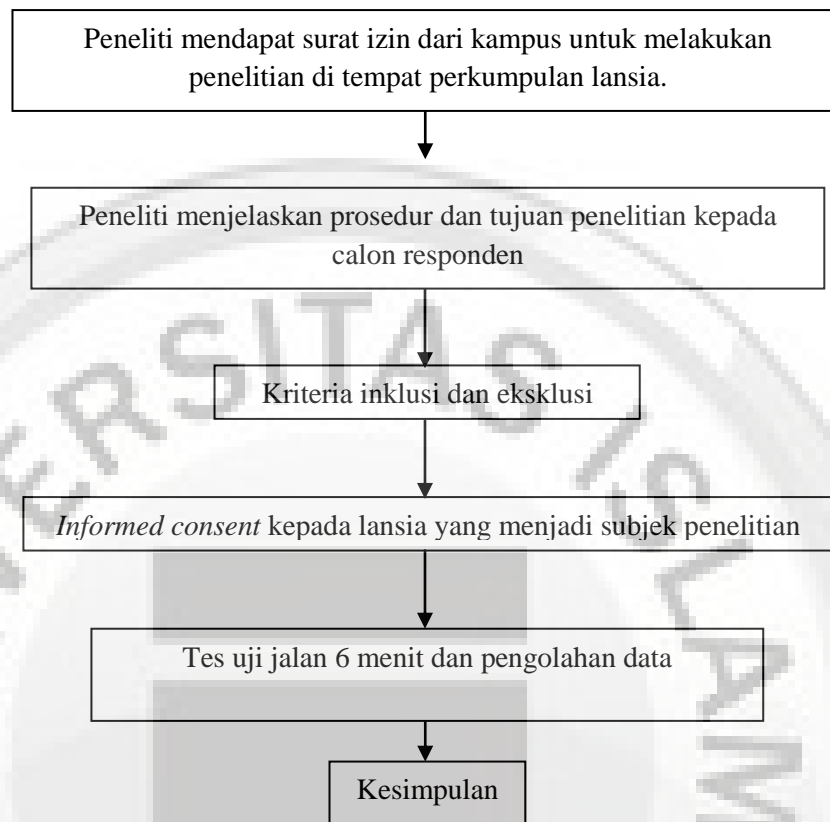 Peneliti mendapat surat izin dari kampus untuk melakukan
penelitian di tempat perkumpulan lansia.
Peneliti menjelaskan prosedur dan tujuan penelitian kepada
calon responden
Kriteria inklusi dan eksklusi
Informed consent kepada lansia yang menjadi subjek penelitian
Tes uji jalan 6 menit dan pengolahan data
Kesimpulan
ERSITAS ISLAM